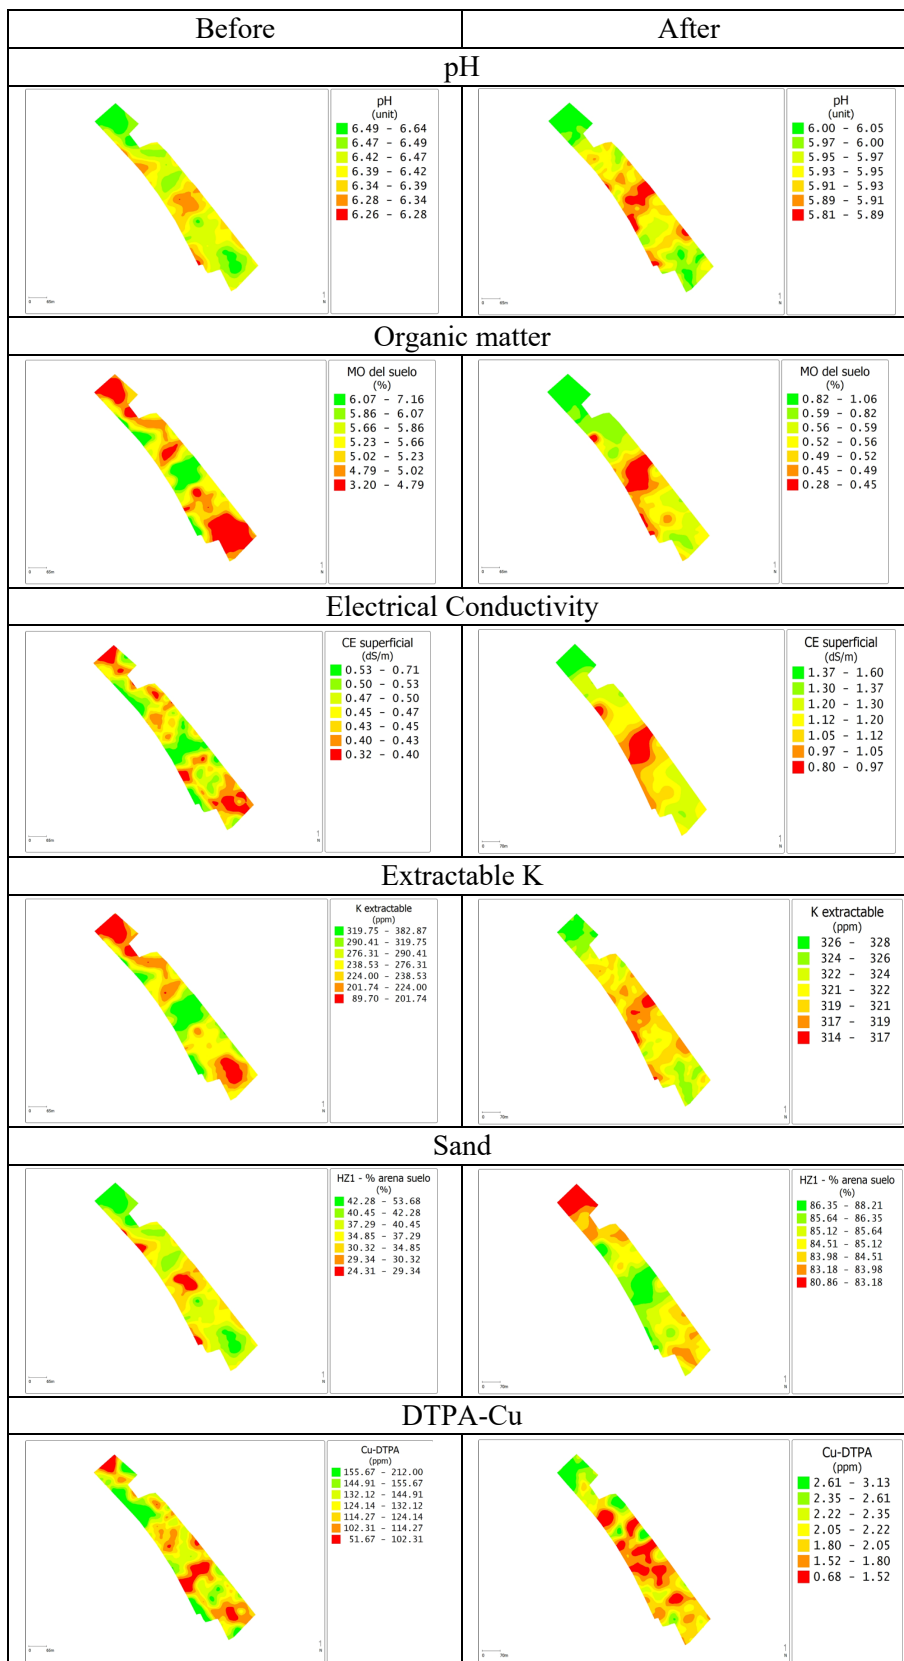 Before
After
pH
pH
(unit)
6.49 - 6.64
6.47 - 6.49
6.42 - 6.47
6.39 - 6.42
6.34 - 6.39
6.28 - 6.34
6.26 - 6.28
pH
(unit)
6.00 - 6.05
5.97 - 6.00
5.95 - 5.97
5.93 - 5.95
5.91 - 5.93
5.89 - 5.91
5.81 - 5.89
Organic matter
MO del suelo
(%)
6.07 - 7.16
5.86 - 6.07
5.66 - 5.86
5.23 - 5.66
5.02 - 5.23
4.79 - 5.02
3.20 - 4.79
MO del suelo
(%)
0.82 - 1.06
0.59 - 0.82
0.56 - 0.59
0.52 - 0.56
0.49 - 0.52
0.45 - 0.49
0.28 - 0.45
Electrical Conductivity
CE superficial
(dS/m)
0.53 - 0.71
0.50 - 0.53
0.47 - 0.50
0.45 - 0.47
0.43 - 0.45
0.40 - 0.43
0.32 - 0.40
CE superficial
(dS/m)
1.37 - 1.60
1.30 - 1.37
1.20 - 1.30
1.12 - 1.20
1.05 - 1.12
0.97 - 1.05
0.80 - 0.97
Extractable K
K extractable
(ppm)
319.75 - 382.87
290.41 - 319.75
276.31 - 290.41
238.53 - 276.31
224.00 - 238.53
201.74 - 224.00
89.70 - 201.74
K extractable
(ppm)
326 - 328
324 - 326
322 - 324
321 - 322
319 - 321
317 - 319
314 - 317
Sand
HZ1 - % arena suelo
(%)
42.28 - 53.68
40.45 - 42.28
37.29 - 40.45
34.85 - 37.29
30.32 - 34.85
29.34 - 30.32
24.31 - 29.34
HZ1 - % arena suelo
(%)
86.35 - 88.21
85.64 - 86.35
85.12 - 85.64
84.51 - 85.12
83.98 - 84.51
83.18 - 83.98
80.86 - 83.18
DTPA-Cu
Cu-DTPA
(ppm)
155.67 - 212.00
144.91 - 155.67
132.12 - 144.91
124.14 - 132.12
114.27 - 124.14
102.31 - 114.27
51.67 - 102.31
Cu-DTPA
(ppm)
2.61 - 3.13
2.35 - 2.61
2.22 - 2.35
2.05 - 2.22
1.80 - 2.05
1.52 - 1.80
0.68 - 1.52